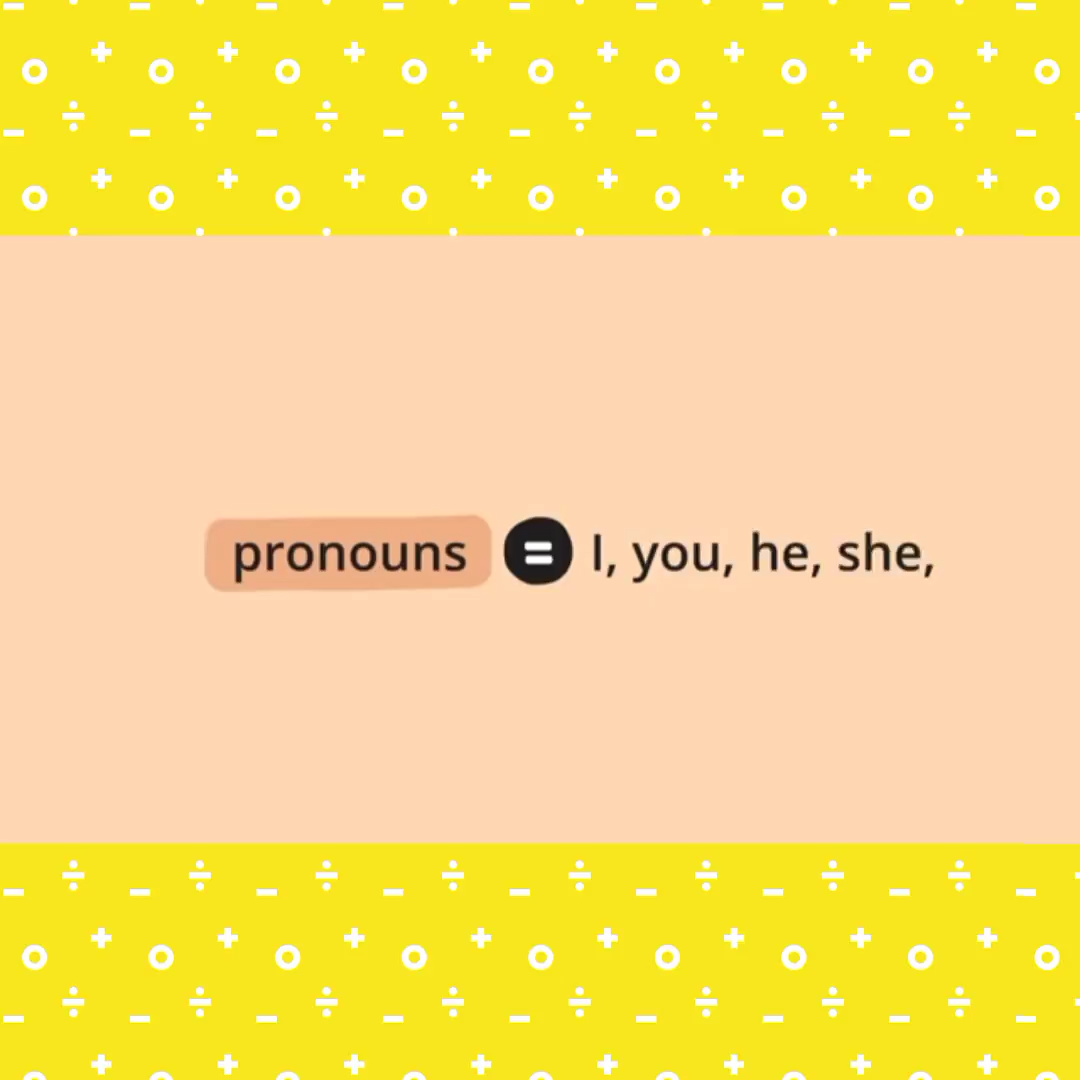 pronouns = I, you, he, she,